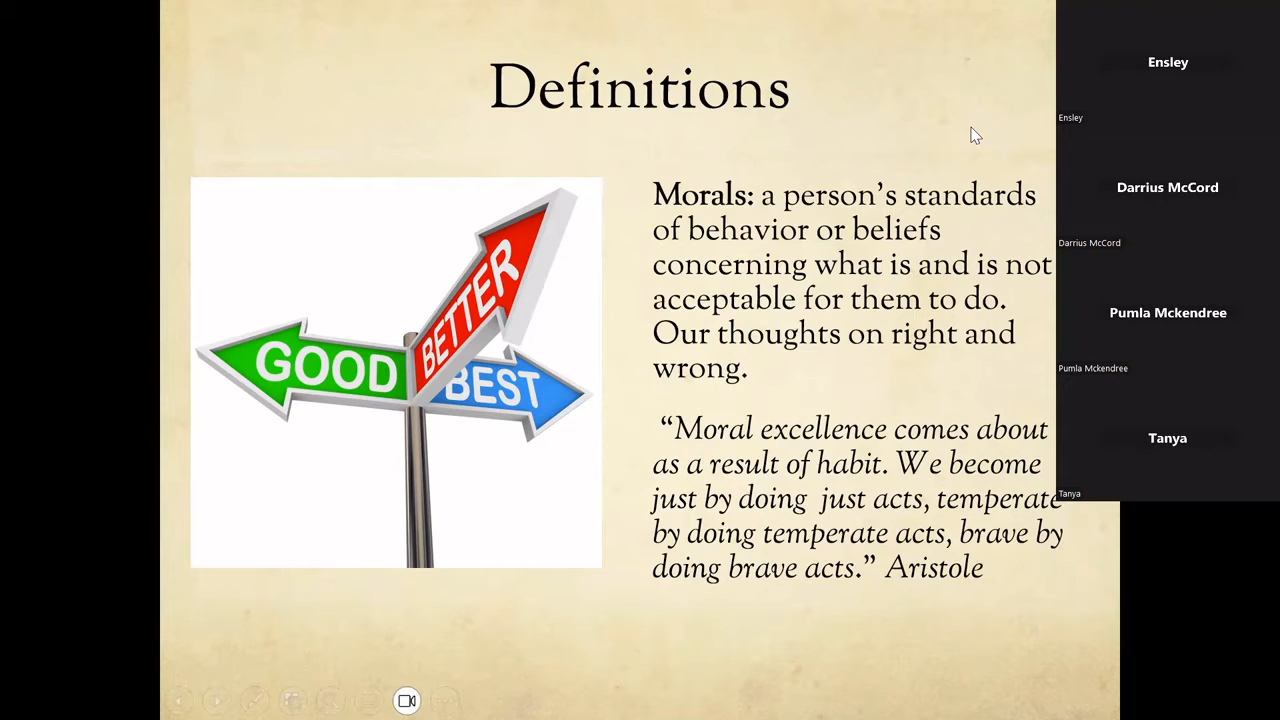 Definitions
Morals: a person's standards
of behavior or beliefs
concerning what is and is not
acceptable for them to do.
Our thoughts on right and
wrong.
“Moral excellence comes about
as a result of habit. We become
just by doing  just acts, temperate
by doing temperate acts, brave by
doing brave acts.” Aristole
GOOD
BETTER
BEST
Ensley
Ensley
Darrius McCord
Darrius McCord
Pumla Mckendree
Pumla Mckendree
Tanya
Tanya